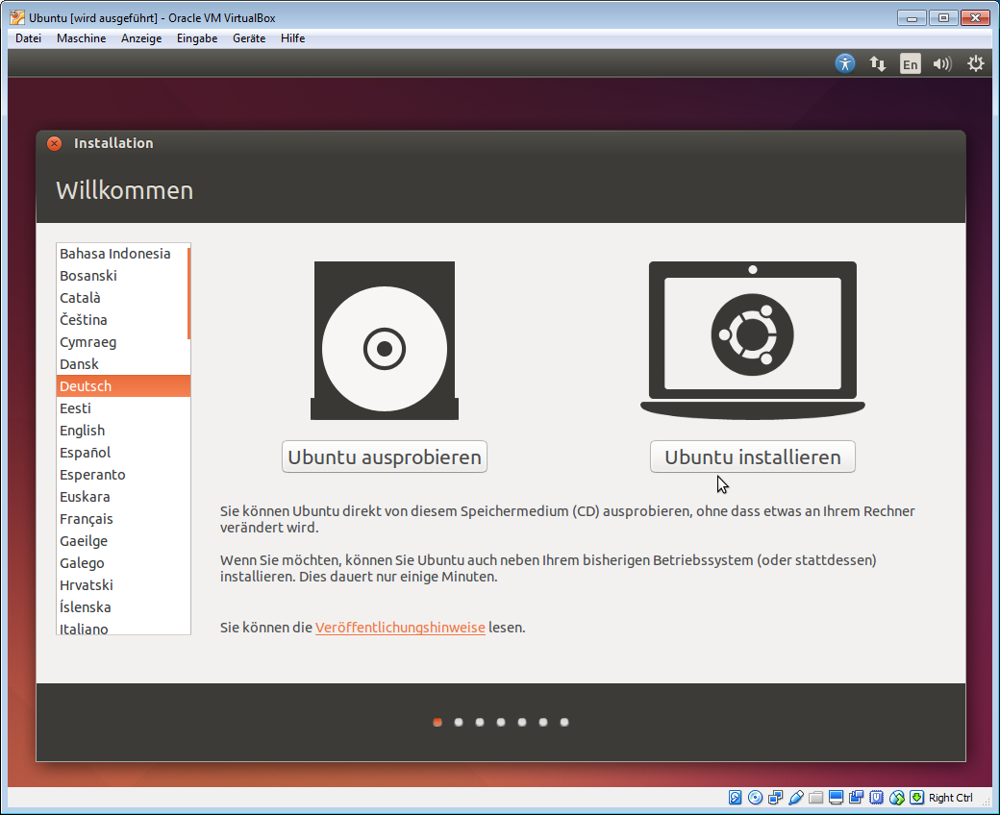 Ubuntu [wird ausgeführt] - Oracle VM VirtualBox
Datei Maschine Anzeige Eingabe Geräte Hilfe
En
Installation
Willkommen
Bahasa Indonesia
Bosanski
Català
Čeština
Cymraeg
Dansk
Deutsch
Eesti
English
Español
Esperanto
Euskara
Français
Gaeilge
Galego
Hrvatski
Íslenska
Italiano
Ubuntu ausprobieren
Ubuntu installieren
Sie können Ubuntu direkt von diesem Speichermedium (CD) ausprobieren, ohne dass etwas an Ihrem Rechner
verändert wird.
Wenn Sie möchten, können Sie Ubuntu auch neben Ihrem bisherigen Betriebssystem (oder stattdessen)
installieren. Dies dauert nur einige Minuten.
Sie können die Veröffentlichungshinweise lesen.
Right Ctrl